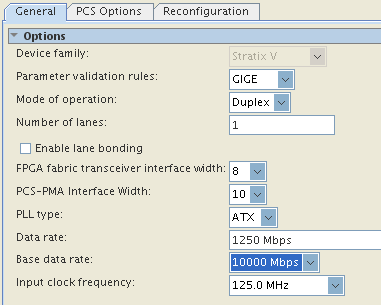 General PCS Options Reconfiguration
Options
Device family: Stratix V
Parameter validation rules: GIGE
Mode of operation: Duplex
Number of lanes: 1
Enable lane bonding
FPGA fabric transceiver interface width: 8
PCS-PMA Interface Width: 10
PLL type: ATX
Data rate: 1250 Mbps
Base data rate: 10000 Mbps
Input clock frequency: 125.0 MHz